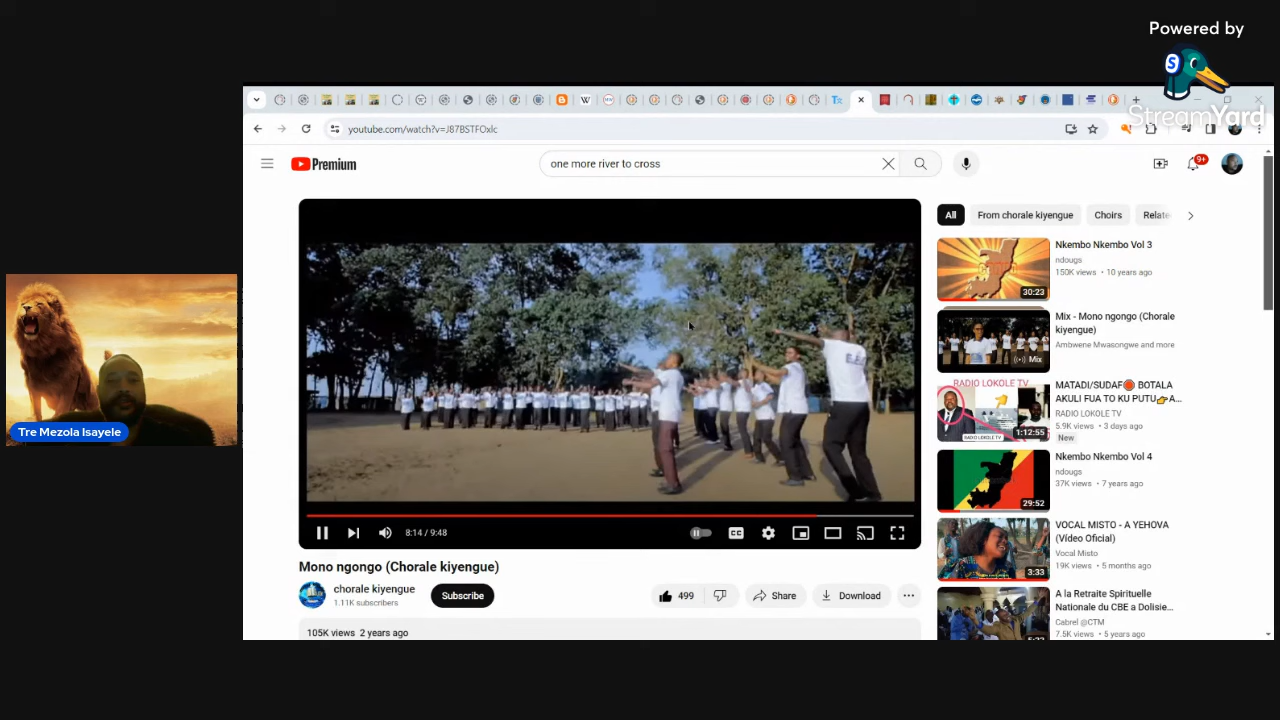 Powered by
StreamYard
youtube.com/watch?v=J87BSTFOxlc
Premium
one more river to cross
9+
All
From chorale kiyengue
Choirs
Relate
Nkembo Nkembo Vol 3
ndougs
150K views • 10 years ago
30:23
Mix - Mono ngongo (Chorale
kiyengue)
Ambwene Mwasongwe and more
Mix
MATADI/SUDAF🔴 BOTALA
AKULI FUA TO KU PUTU👉A...
RADIO LOKOLE TV
5.9K views • 3 days ago
New
RADIO LOKOLE TV
1:12:55
Nkembo Nkembo Vol 4
ndougs
37K views • 7 years ago
29:52
VOCAL MISTO - A YEHOVA
(Vídeo Oficial)
Vocal Misto
19K views • 5 months ago
3:33
A la Retraite Spirituelle
Nationale du CBE a Dolisie...
Cabrel @CTM
7.5K views • 5 years ago
Tre Mezola Isayele
8:14 / 9:48
CC
Mono ngongo (Chorale kiyengue)
chorale kiyengue
1.11K subscribers
Subscribe
499
Share
Download
105K views 2 years ago